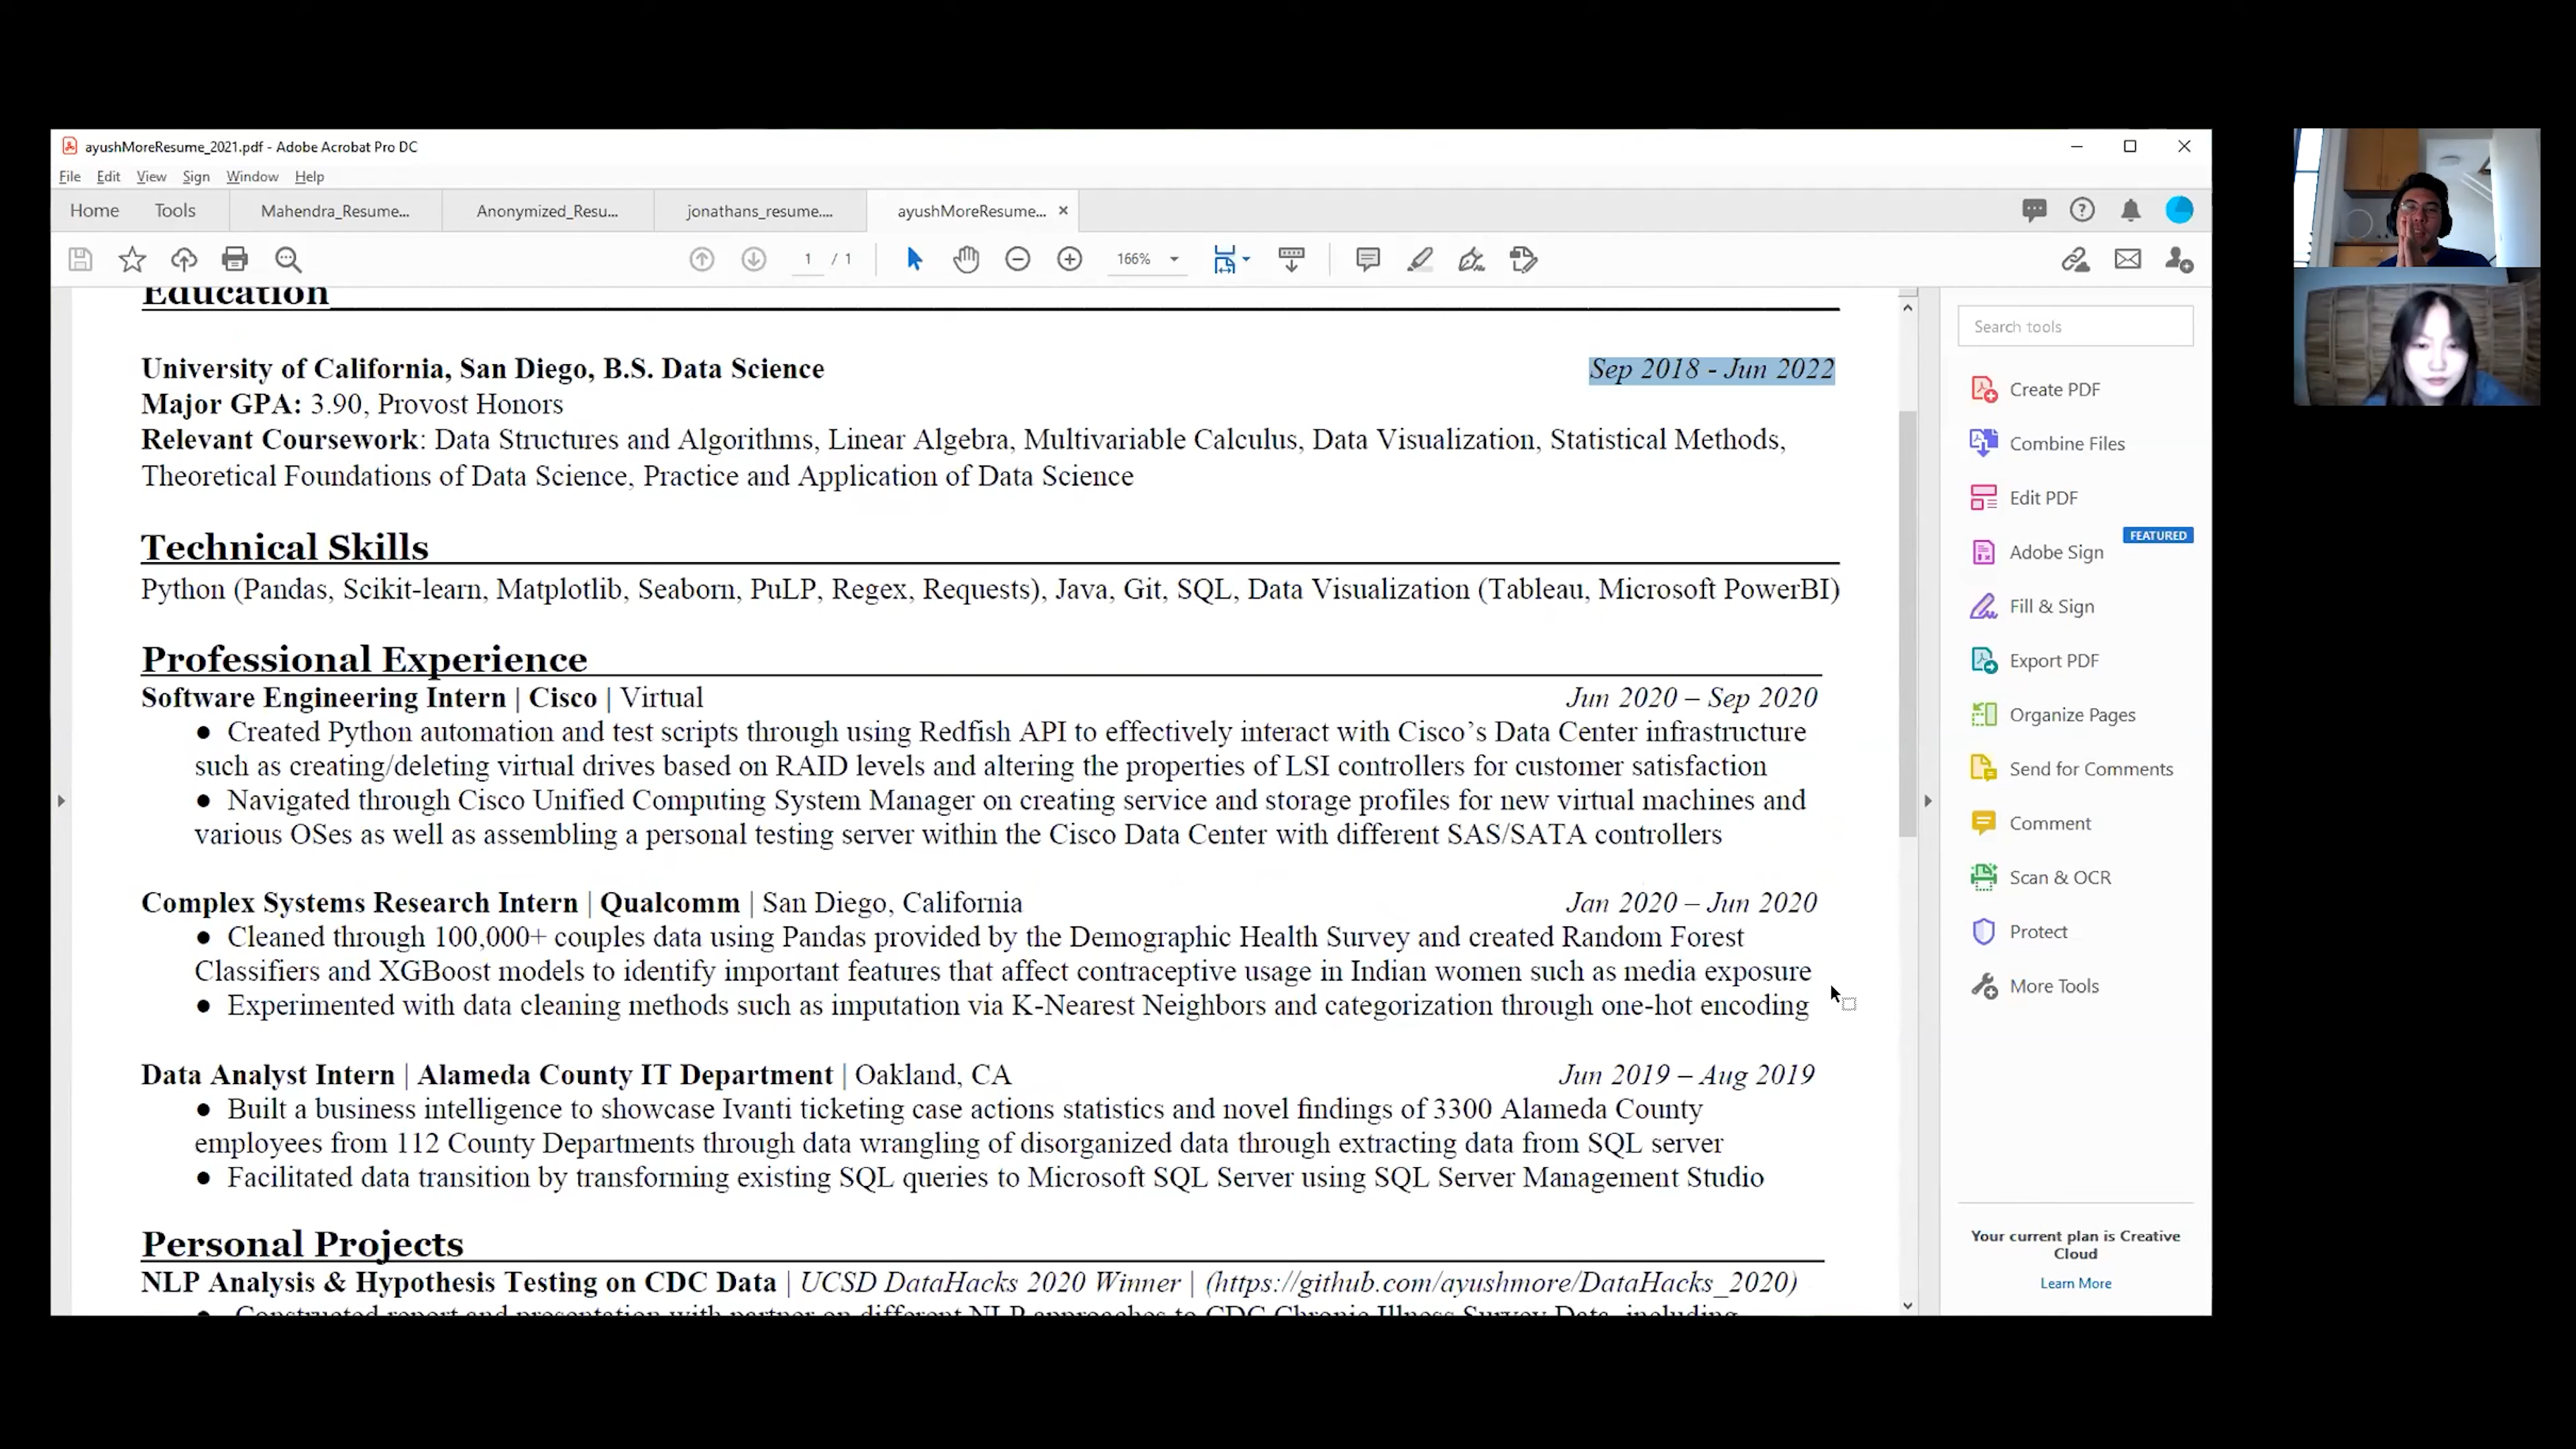 ayushMoreResume_2021.pdf - Adobe Acrobat Pro DC
File Edit View Sign Window Help
Home Tools Mahendra_Resume... Anonymized_Resu... jonathans_resume.... ayushMoreResume... ×
1 / 1 166%
Education
University of California, San Diego, B.S. Data Science Sep 2018 - Jun 2022
Major GPA: 3.90, Provost Honors
Relevant Coursework: Data Structures and Algorithms, Linear Algebra, Multivariable Calculus, Data Visualization, Statistical Methods,
Theoretical Foundations of Data Science, Practice and Application of Data Science
Technical Skills
Python (Pandas, Scikit-learn, Matplotlib, Seaborn, PuLP, Regex, Requests), Java, Git, SQL, Data Visualization (Tableau, Microsoft PowerBI)
Professional Experience
Software Engineering Intern | Cisco | Virtual Jun 2020 – Sep 2020
● Created Python automation and test scripts through using Redfish API to effectively interact with Cisco’s Data Center infrastructure
such as creating/deleting virtual drives based on RAID levels and altering the properties of LSI controllers for customer satisfaction
● Navigated through Cisco Unified Computing System Manager on creating service and storage profiles for new virtual machines and
various OSes as well as assembling a personal testing server within the Cisco Data Center with different SAS/SATA controllers
Complex Systems Research Intern | Qualcomm | San Diego, California Jan 2020 – Jun 2020
● Cleaned through 100,000+ couples data using Pandas provided by the Demographic Health Survey and created Random Forest
Classifiers and XGBoost models to identify important features that affect contraceptive usage in Indian women such as media exposure
● Experimented with data cleaning methods such as imputation via K-Nearest Neighbors and categorization through one-hot encoding
Data Analyst Intern | Alameda County IT Department | Oakland, CA Jun 2019 – Aug 2019
● Built a business intelligence to showcase Ivanti ticketing case actions statistics and novel findings of 3300 Alameda County
employees from 112 County Departments through data wrangling of disorganized data through extracting data from SQL server
● Facilitated data transition by transforming existing SQL queries to Microsoft SQL Server using SQL Server Management Studio
Personal Projects
NLP Analysis & Hypothesis Testing on CDC Data | UCSD DataHacks 2020 Winner | (https://github.com/ayushmore/DataHacks_2020)
● Constructed report and presentation with partner on different NLP approaches to CDC Chronic Illness Survey Data, including
Search tools
Create PDF
Combine Files
Edit PDF
FEATURED
Adobe Sign
Fill & Sign
Export PDF
Organize Pages
Send for Comments
Comment
Scan & OCR
Protect
More Tools
Your current plan is Creative
Cloud
Learn More